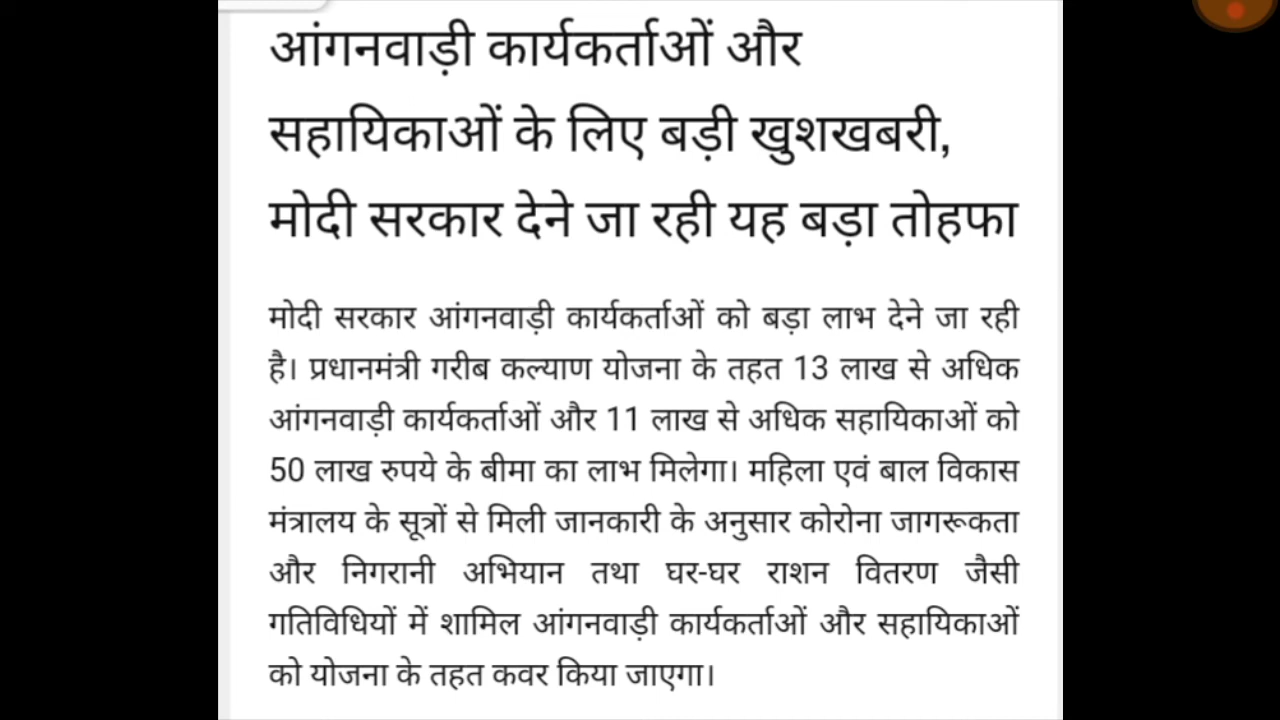 आंगनवाड़ी कार्यकर्ताओं और
सहायिकाओं के लिए बड़ी खुशखबरी,
मोदी सरकार देने जा रही यह बड़ा तोहफा
मोदी सरकार आंगनवाड़ी कार्यकर्ताओं को बड़ा लाभ देने जा रही
है। प्रधानमंत्री गरीब कल्याण योजना के तहत 13 लाख से अधिक
आंगनवाड़ी कार्यकर्ताओं और 11 लाख से अधिक सहायिकाओं को
50 लाख रुपये के बीमा का लाभ मिलेगा। महिला एवं बाल विकास
मंत्रालय के सूत्रों से मिली जानकारी के अनुसार कोरोना जागरूकता
और निगरानी अभियान तथा घर-घर राशन वितरण जैसी
गतिविधियों में शामिल आंगनवाड़ी कार्यकर्ताओं और सहायिकाओं
को योजना के तहत कवर किया जाएगा।